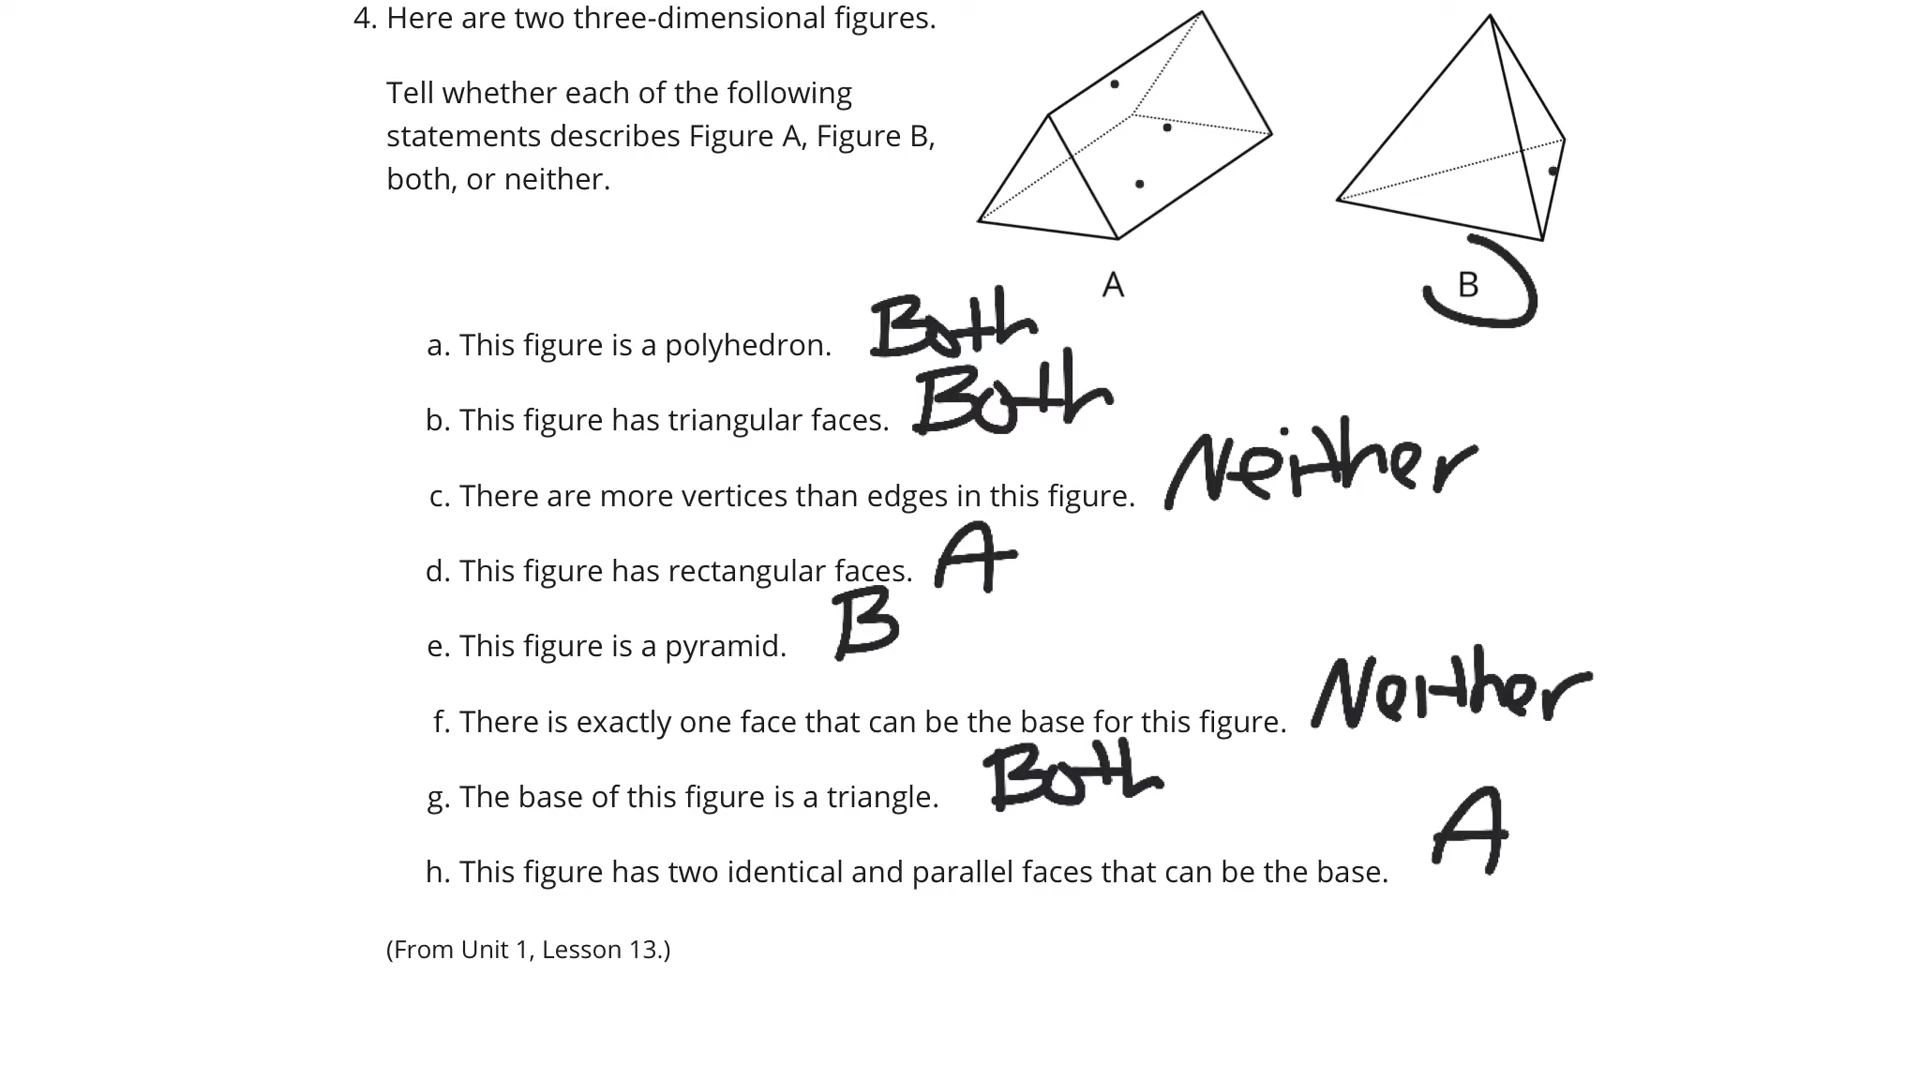 4. Here are two three-dimensional figures.
Tell whether each of the following
statements describes Figure A, Figure B,
both, or neither.
A
B
a. This figure is a polyhedron. Both
b. This figure has triangular faces. Both
c. There are more vertices than edges in this figure. Neither
d. This figure has rectangular faces. A
e. This figure is a pyramid. B
f. There is exactly one face that can be the base for this figure. Neither
g. The base of this figure is a triangle. Both
h. This figure has two identical and parallel faces that can be the base. A
(From Unit 1, Lesson 13.)